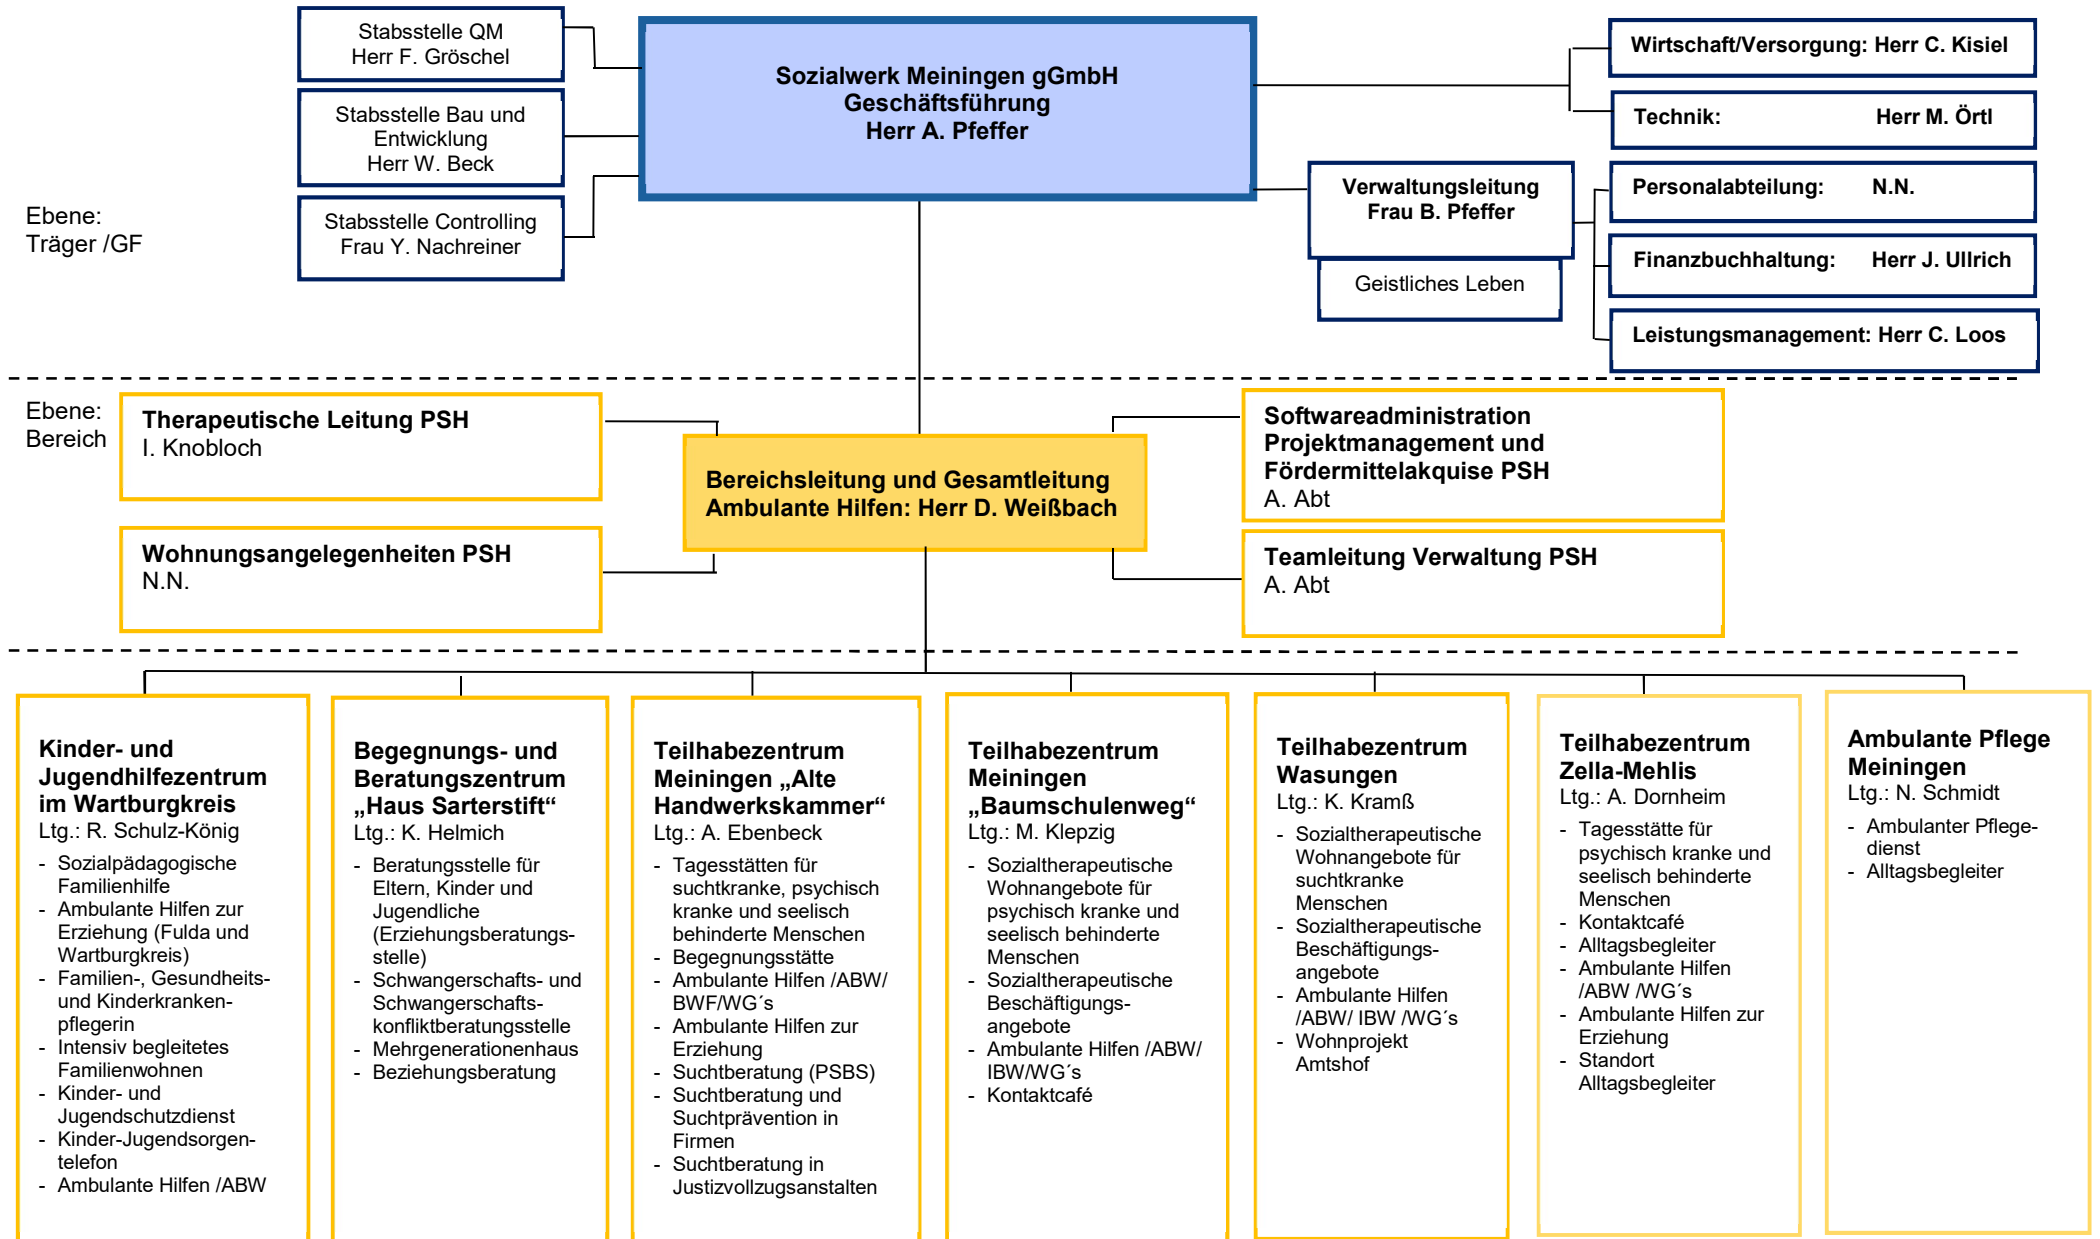 Stabsstelle QM
Herr F. Gröschel
Stabsstelle Bau und
Entwicklung
Herr W. Beck
Stabsstelle Controlling
Frau Y. Nachreiner
Ebene:
Träger /GF
Sozialwerk Meiningen gGmbH
Geschäftsführung
Herr A. Pfeffer
Wirtschaft/Versorgung: Herr C. Kisiel
Technik: Herr M. Örtl
Verwaltungsleitung
Frau B. Pfeffer
Geistliches Leben
Personalabteilung: N.N.
Finanzbuchhaltung: Herr J. Ullrich
Leistungsmanagement: Herr C. Loos
Ebene:
Bereich
Therapeutische Leitung PSH
I. Knobloch
Wohnungsangelegenheiten PSH
N.N.
Bereichsleitung und Gesamtleitung
Ambulante Hilfen: Herr D. Weißbach
Softwareadministration
Projektmanagement und
Fördermittelakquise PSH
A. Abt
Teamleitung Verwaltung PSH
A. Abt
Kinder- und
Jugendhilfezentrum
im Wartburgkreis
Ltg.: R. Schulz-König
- Sozialpädagogische
Familienhilfe
- Ambulante Hilfen zur
Erziehung (Fulda und
Wartburgkreis)
- Familien-, Gesundheits-
und Kinderkranken-
pflegerin
- Intensiv begleitetes
Familienwohnen
- Kinder- und
Jugendschutzdienst
- Kinder-Jugendsorgen-
telefon
- Ambulante Hilfen /ABW
Begegnungs- und
Beratungszentrum
„Haus Sarterstift“
Ltg.: K. Helmich
- Beratungsstelle für
Eltern, Kinder und
Jugendliche
(Erziehungsberatungs-
stelle)
- Schwangerschafts- und
Schwangerschafts-
konfliktberatungsstelle
- Mehrgenerationenhaus
- Beziehungsberatung
Teilhabezentrum
Meiningen „Alte
Handwerkskammer“
Ltg.: A. Ebenbeck
- Tagesstätten für
suchtkranke, psychisch
kranke und seelisch
behinderte Menschen
- Begegnungsstätte
- Ambulante Hilfen /ABW/
BWF/WG´s
- Ambulante Hilfen zur
Erziehung
- Suchtberatung (PSBS)
- Suchtberatung und
Suchtprävention in
Firmen
- Suchtberatung in
Justizvollzugsanstalten
Teilhabezentrum
Meiningen
„Baumschulenweg“
Ltg.: M. Klepzig
- Sozialtherapeutische
Wohnangebote für
psychisch kranke und
seelisch behinderte
Menschen
- Sozialtherapeutische
Beschäftigungs-
angebote
- Ambulante Hilfen /ABW/
IBW/WG´s
- Kontaktcafé
Teilhabezentrum
Wasungen
Ltg.: K. Kramß
- Sozialtherapeutische
Wohnangebote für
suchtkranke
Menschen
- Sozialtherapeutische
Beschäftigungs-
angebote
- Ambulante Hilfen
/ABW/ IBW /WG´s
- Wohnprojekt
Amtshof
Teilhabezentrum
Zella-Mehlis
Ltg.: A. Dornheim
- Tagesstätte für
psychisch kranke und
seelisch behinderte
Menschen
- Kontaktcafé
- Alltagsbegleiter
- Ambulante Hilfen
/ABW /WG´s
- Ambulante Hilfen zur
Erziehung
- Standort
Alltagsbegleiter
Ambulante Pflege
Meiningen
Ltg.: N. Schmidt
- Ambulanter Pflege-
dienst
- Alltagsbegleiter